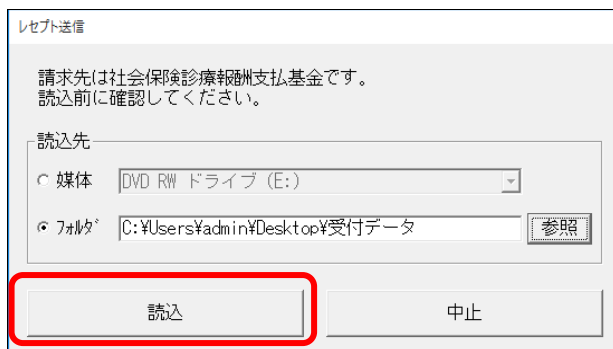 レセプト送信
請求先は社会保険診療報酬支払基金です。
読込前に確認してください。
読込先
媒体 DVD RW ドライブ (E:)
フォルダ C:¥Users¥admin¥Desktop¥受付データ 参照
読込 中止